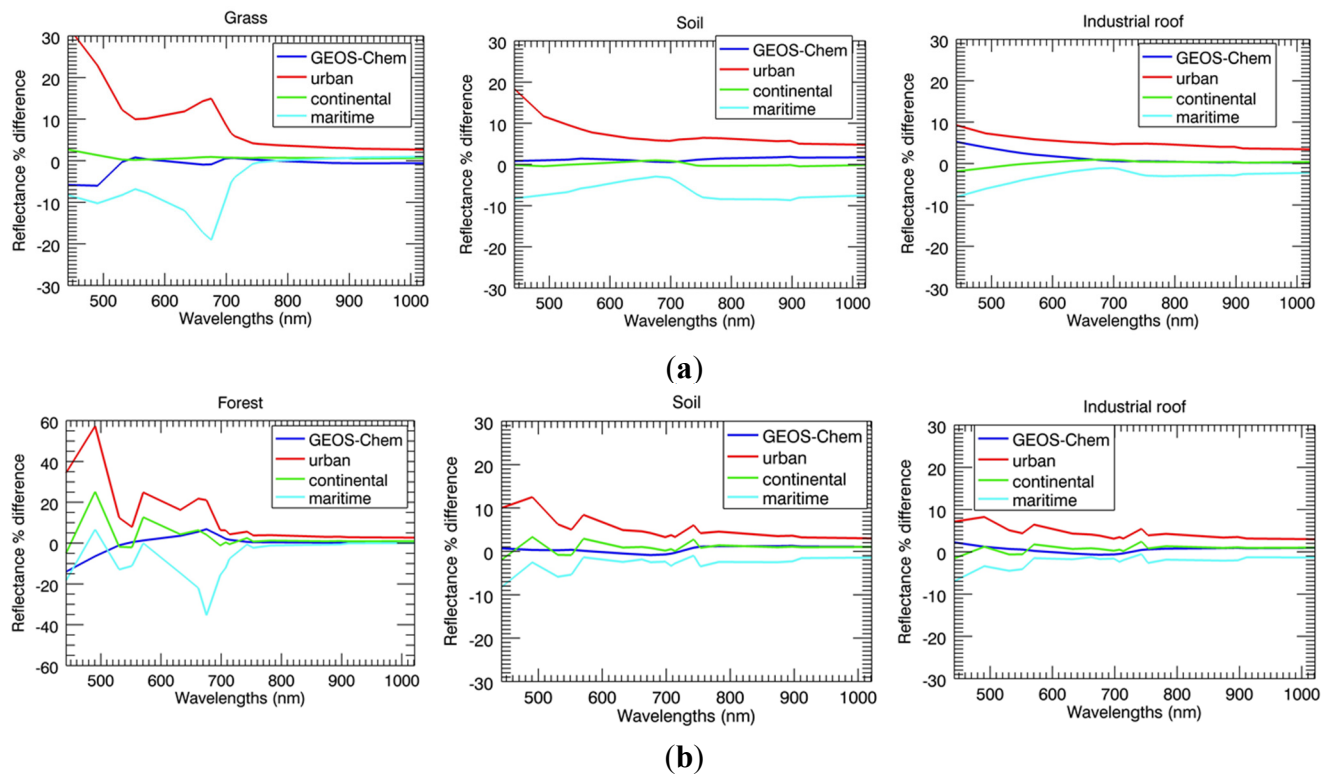 Grass
Reflectance % difference
30
20
10
0
-10
-20
-30
GEOS-Chem
urban
continental
maritime
500 600 700 800 900 1000
Wavelengths (nm)
Soil
Reflectance % difference
30
20
10
0
-10
-20
-30
GEOS-Chem
urban
continental
maritime
500 600 700 800 900 1000
Wavelengths (nm)
Industrial roof
Reflectance % difference
30
20
10
0
-10
-20
-30
GEOS-Chem
urban
continental
maritime
500 600 700 800 900 1000
Wavelengths (nm)
(a)
Forest
Reflectance % difference
60
40
20
0
-20
-40
-60
GEOS-Chem
urban
continental
maritime
500 600 700 800 900 1000
Wavelengths (nm)
Soil
Reflectance % difference
30
20
10
0
-10
-20
-30
GEOS-Chem
urban
continental
maritime
500 600 700 800 900 1000
Wavelengths (nm)
Industrial roof
Reflectance % difference
30
20
10
0
-10
-20
-30
GEOS-Chem
urban
continental
maritime
500 600 700 800 900 1000
Wavelengths (nm)
(b)